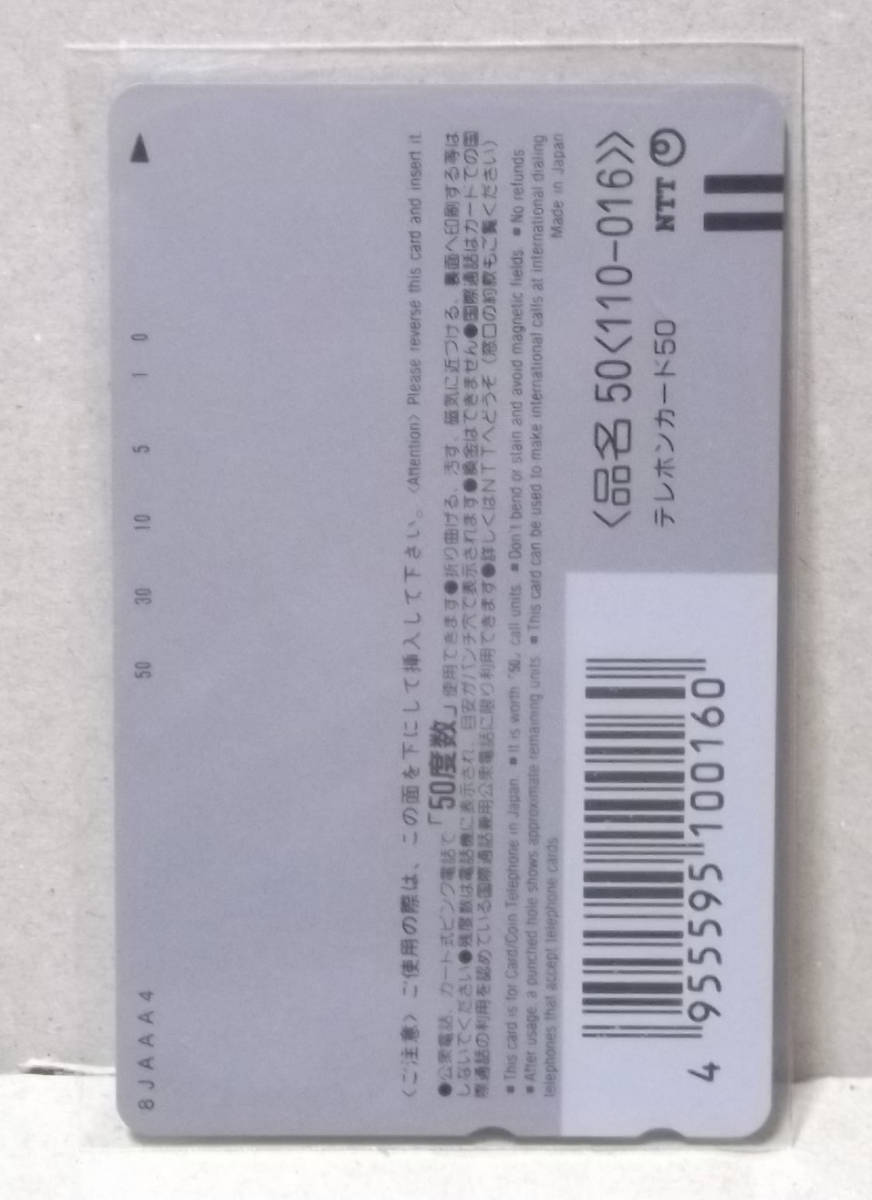 8JAAA4 50 30 10 5 1 0
〈ご注意〉ご使用の際は、この面を下にして挿入して下さい。〈Attention〉Please reverse this card and insert it
●公衆電話、カード式ピンク電話で「50度数」使用できます●折り曲げる、汚す、磁気に近づける、裏面へ印刷する等は
しないでください●残度数は電話機に表示され、目安がパンチ穴で表示されます●換金はできません●国際通話はカードでの国
際通話の利用を認めている国際通話兼用公衆電話に限り利用できます●詳しくはNTTへどうぞ(窓口の約款もご覧ください)
■This card is for Card/Coin Telephone in Japan. ■It is worth "50" call units. ■Don't bend or stain and avoid magnetic fields. ■No refunds
■After usage, a punched hole shows approximate remaining units. ■This card can be used to make international calls at international dialing
telephones that accept telephone cards Made in Japan
〈品名 50〈110-016〉〉
テレホンカード50 NTT
4 955595 100160